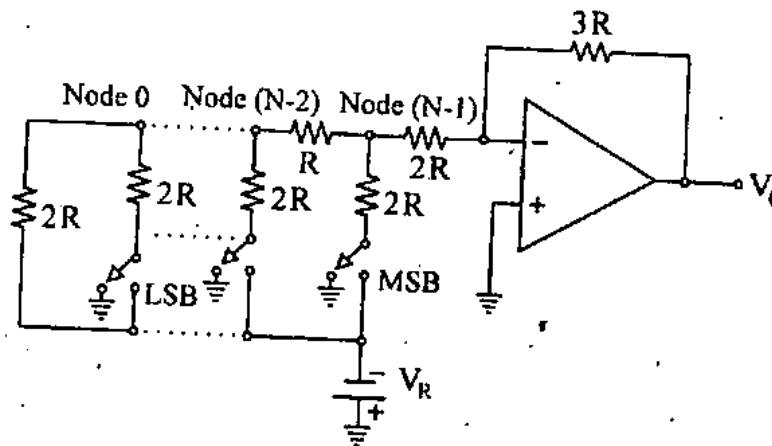 3R
Node 0 Node (N-2) Node (N-1)
R 2R
2R 2R 2R 2R
LSB MSB
V_R
V
− +
− +